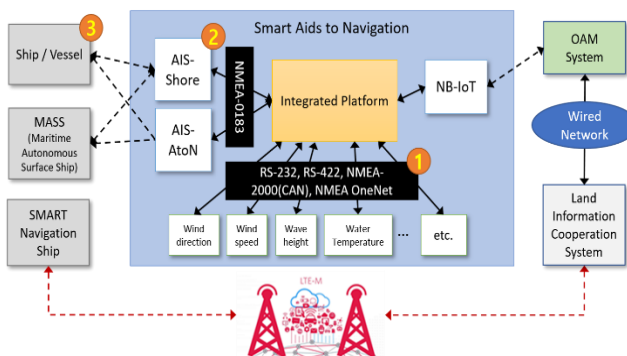 Smart Aids to Navigation
3
Ship / Vessel
2
AIS-
Shore
NMEA-0183
Integrated Platform
NB-IoT
OAM
System
MASS
(Maritime
Autonomous
Surface Ship)
AIS-
AtoN
Wired
Network
1
RS-232, RS-422, NMEA-
2000(CAN), NMEA OneNet
SMART
Navigation
Ship
Wind
direction
Wind
speed
Wave
height
Water
Temperature
...
etc.
Land
Information
Cooperation
System
LTE-M